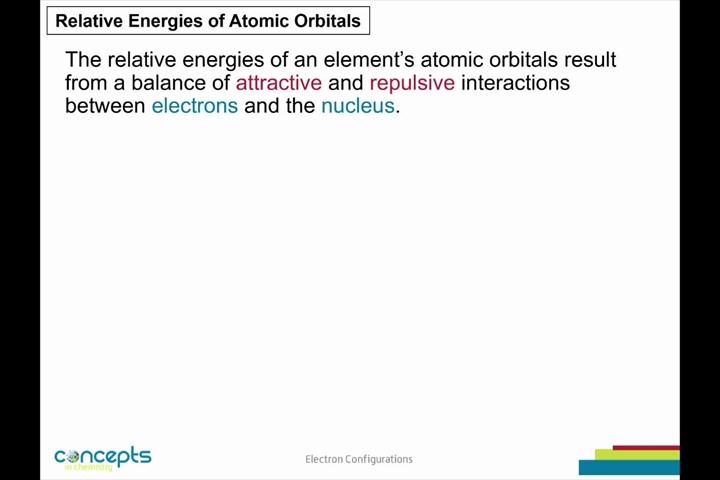 Relative Energies of Atomic Orbitals
The relative energies of an element's atomic orbitals result
from a balance of attractive and repulsive interactions
between electrons and the nucleus.
concepts
in chemistry
Electron Configurations